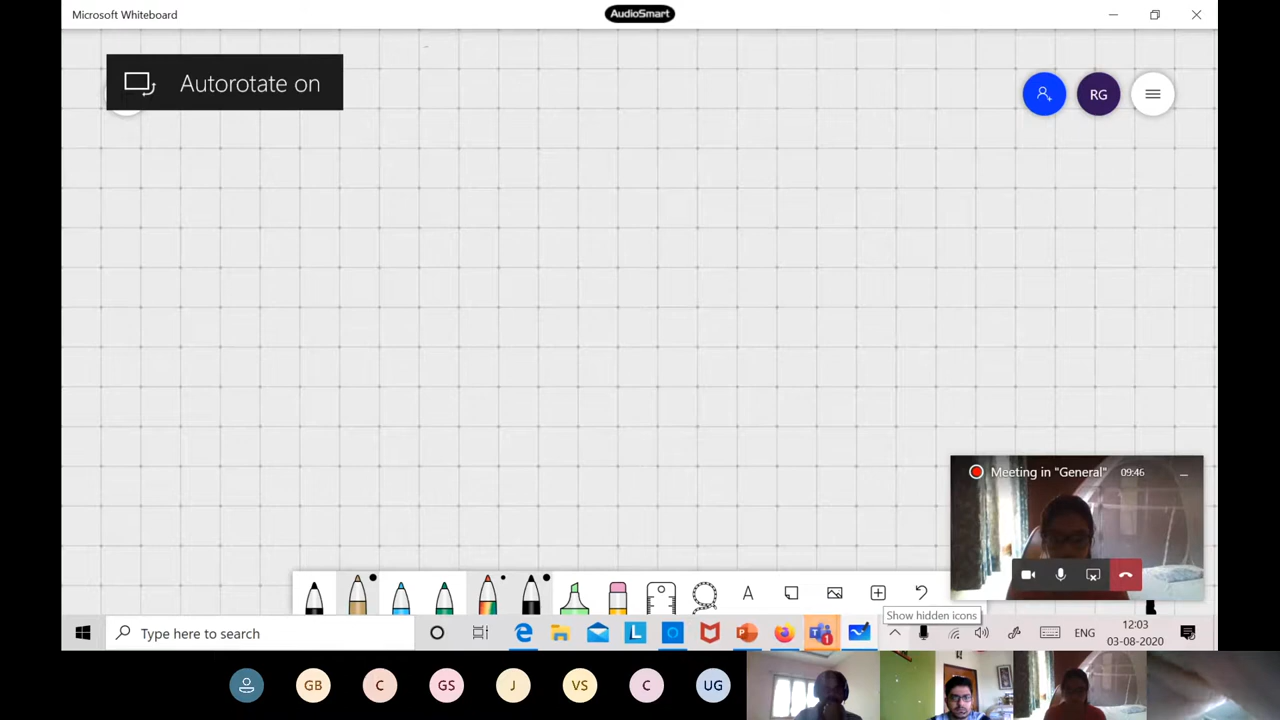 Microsoft Whiteboard
AudioSmart
Autorotate on
RG
Meeting in "General" 09:46
A
Show hidden icons
Type here to search
L
1
ENG
12:03
03-08-2020
GB
C
GS
J
VS
C
UG